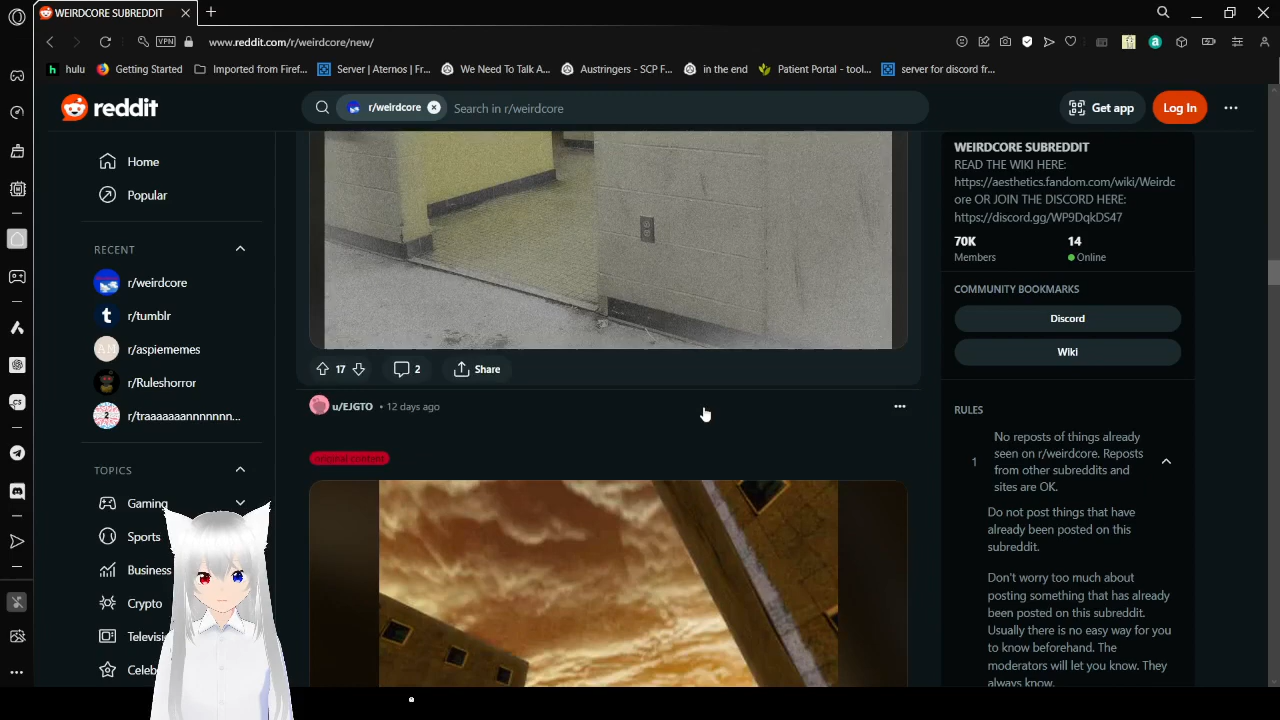 WEIRDCORE SUBREDDIT
VPN
www.reddit.com/r/weirdcore/new/
hulu
Getting Started
Imported from Firef...
Server | Aternos | Fr...
We Need To Talk A...
Austringers - SCP F...
in the end
Patient Portal - tool...
server for discord fr...
reddit
r/weirdcore
Search in r/weirdcore
Get app
Log In
Home
Popular
RECENT
r/weirdcore
r/tumblr
AM
r/aspiememes
r/Ruleshorror
2
r/traaaaaaannnnnnn...
TOPICS
Gaming
Sports
Business
Crypto
Televisi
Celeb
17
2
Share
u/EJGTO • 12 days ago
original content
WEIRDCORE SUBREDDIT
READ THE WIKI HERE:
https://aesthetics.fandom.com/wiki/Weirdc
ore OR JOIN THE DISCORD HERE:
https://discord.gg/WP9DqkDS47
70K
Members
14
Online
COMMUNITY BOOKMARKS
Discord
Wiki
RULES
1
No reposts of things already
seen on r/weirdcore. Reposts
from other subreddits and
sites are OK.
Do not post things that have
already been posted on this
subreddit.
Don't worry too much about
posting something that has already
been posted on this subreddit.
Usually there is no easy way for you
to know beforehand. The
moderators will let you know. They
always know.